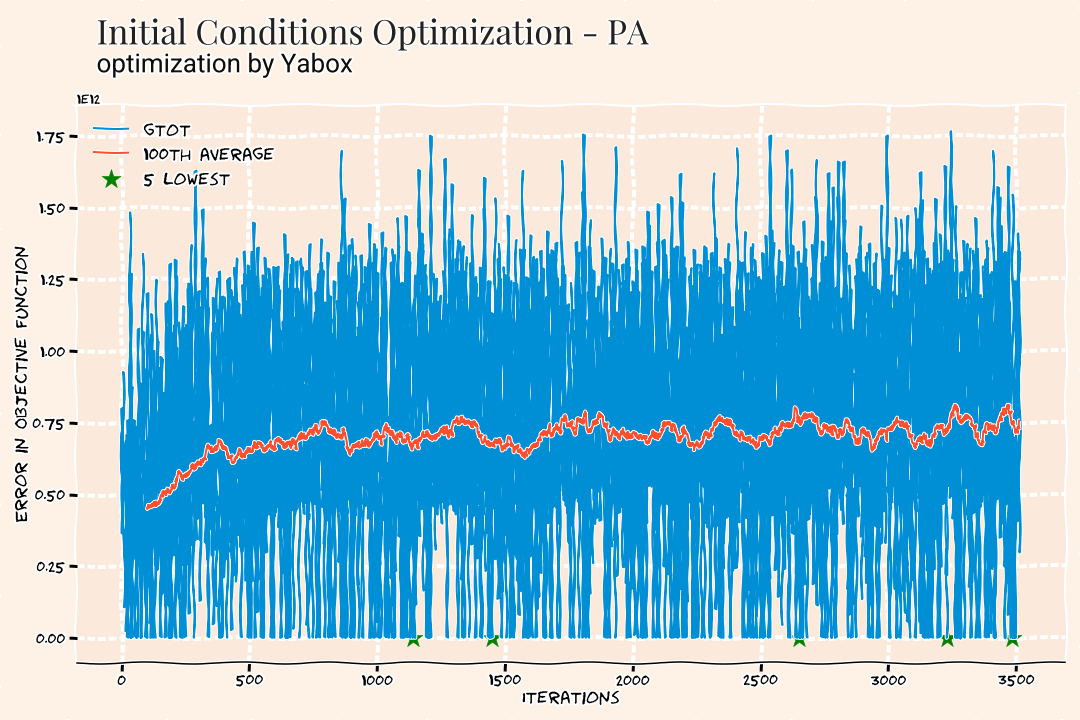 Initial Conditions Optimization - PA
optimization by Yabox
1E12
GTOT
100TH AVERAGE
5 LOWEST
1.75
1.50
1.25
1.00
0.75
0.50
0.25
0.00
ERROR IN OBJECTIVE FUNCTION
0 500 1000 1500 2000 2500 3000 3500
ITERATIONS